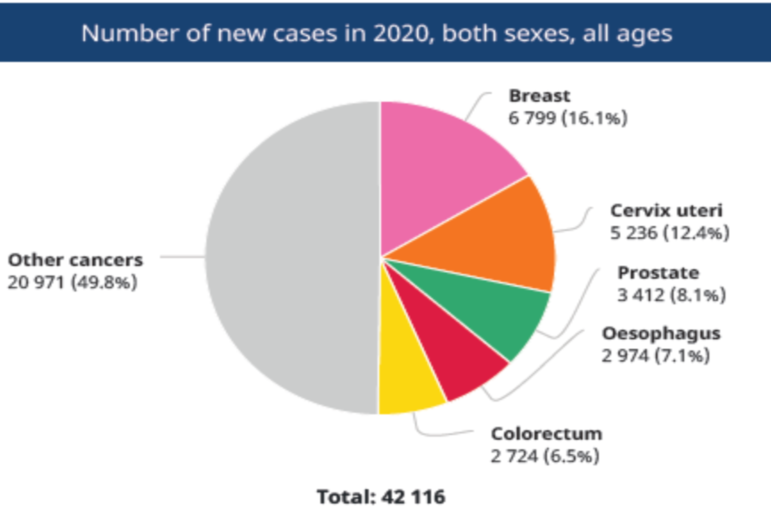 Number of new cases in 2020, both sexes, all ages
Breast
6 799 (16.1%)
Cervix uteri
5 236 (12.4%)
Other cancers
20 971 (49.8%)
Prostate
3 412 (8.1%)
Oesophagus
2 974 (7.1%)
Colorectum
2 724 (6.5%)
Total: 42 116